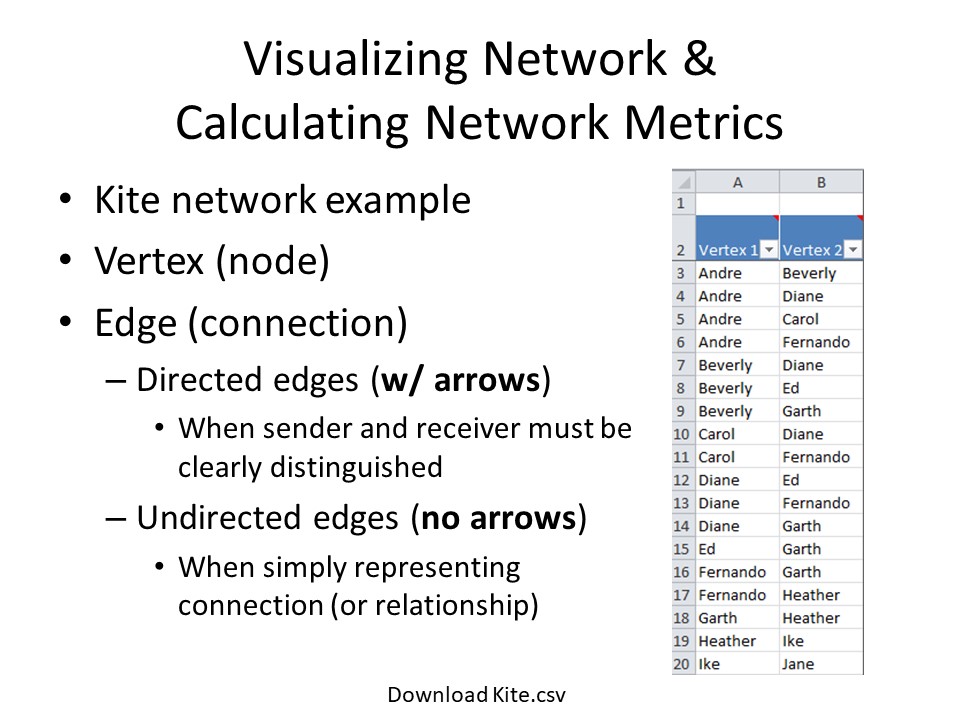 Visualizing Network &
Calculating Network Metrics
• Kite network example
• Vertex (node)
• Edge (connection)
– Directed edges (w/ arrows)
• When sender and receiver must be
clearly distinguished
– Undirected edges (no arrows)
• When simply representing
connection (or relationship)
A B
1
2 Vertex 1 Vertex 2
3 Andre Beverly
4 Andre Diane
5 Andre Carol
6 Andre Fernando
7 Beverly Diane
8 Beverly Ed
9 Beverly Garth
10 Carol Diane
11 Carol Fernando
12 Diane Ed
13 Diane Fernando
14 Diane Garth
15 Ed Garth
16 Fernando Garth
17 Fernando Heather
18 Garth Heather
19 Heather Ike
20 Ike Jane
Download Kite.csv